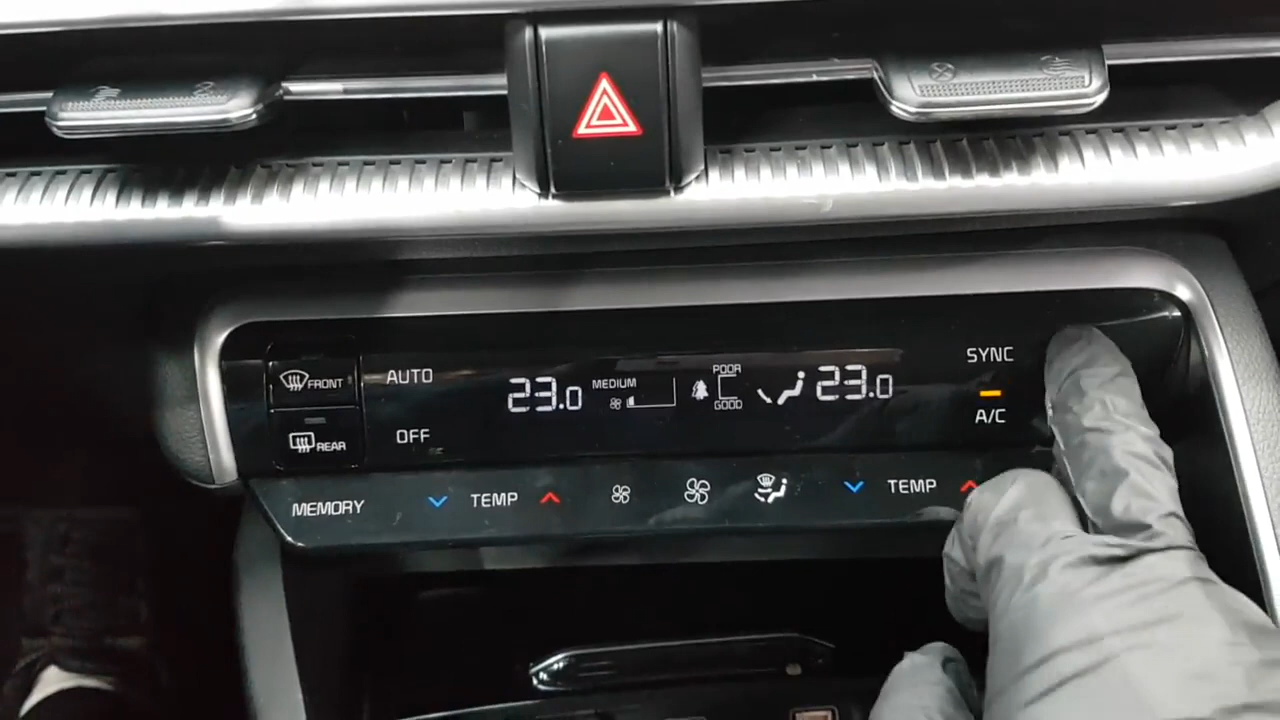 FRONT
REAR
AUTO
OFF
23.0
MEDIUM
POOR
GOOD
23.0
SYNC
A/C
MEMORY
TEMP
TEMP